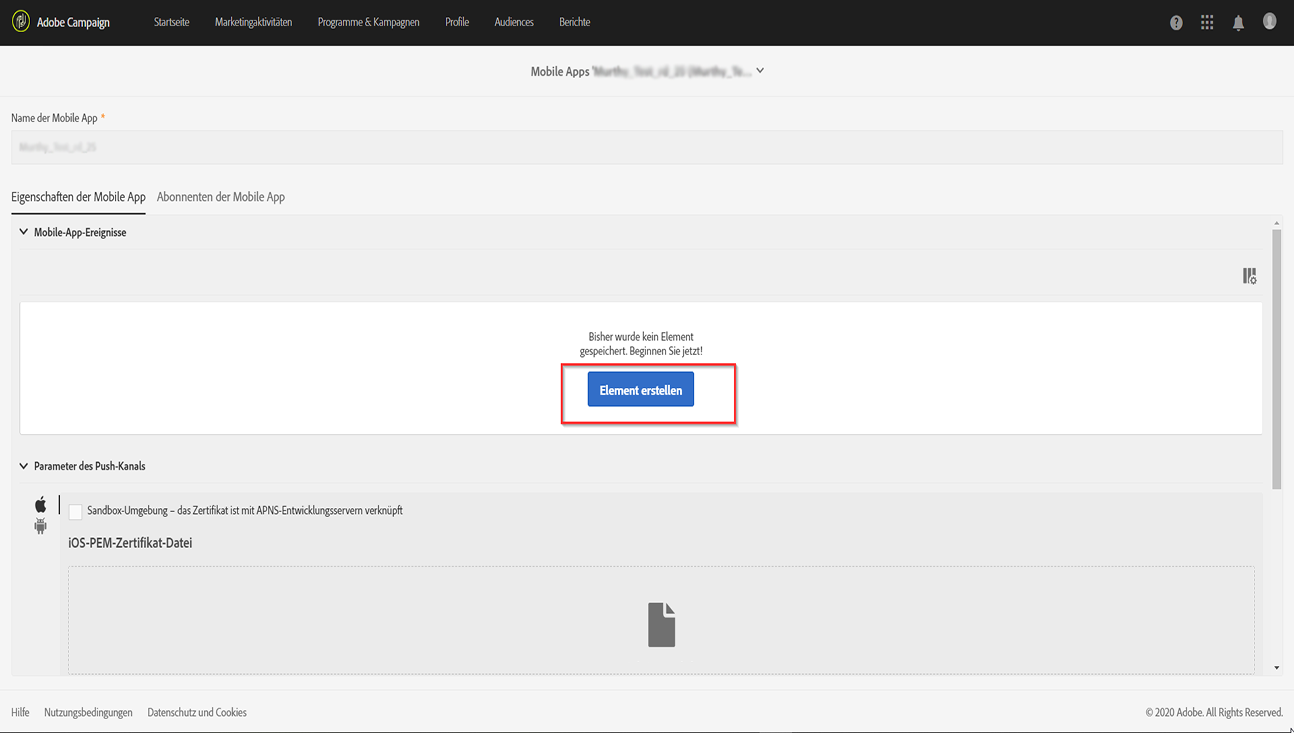 Adobe Campaign Startseite Marketingaktivitäten Programme & Kampagnen Profile Audiences Berichte
Mobile Apps
Name der Mobile App *
Eigenschaften der Mobile App Abonnenten der Mobile App
Mobile-App-Ereignisse
Bisher wurde kein Element
gespeichert. Beginnen Sie jetzt!
Element erstellen
Parameter des Push-Kanals
Sandbox-Umgebung – das Zertifikat ist mit APNS-Entwicklungsservern verknüpft
iOS-PEM-Zertifikat-Datei
Hilfe Nutzungsbedingungen Datenschutz und Cookies © 2020 Adobe. All Rights Reserved.